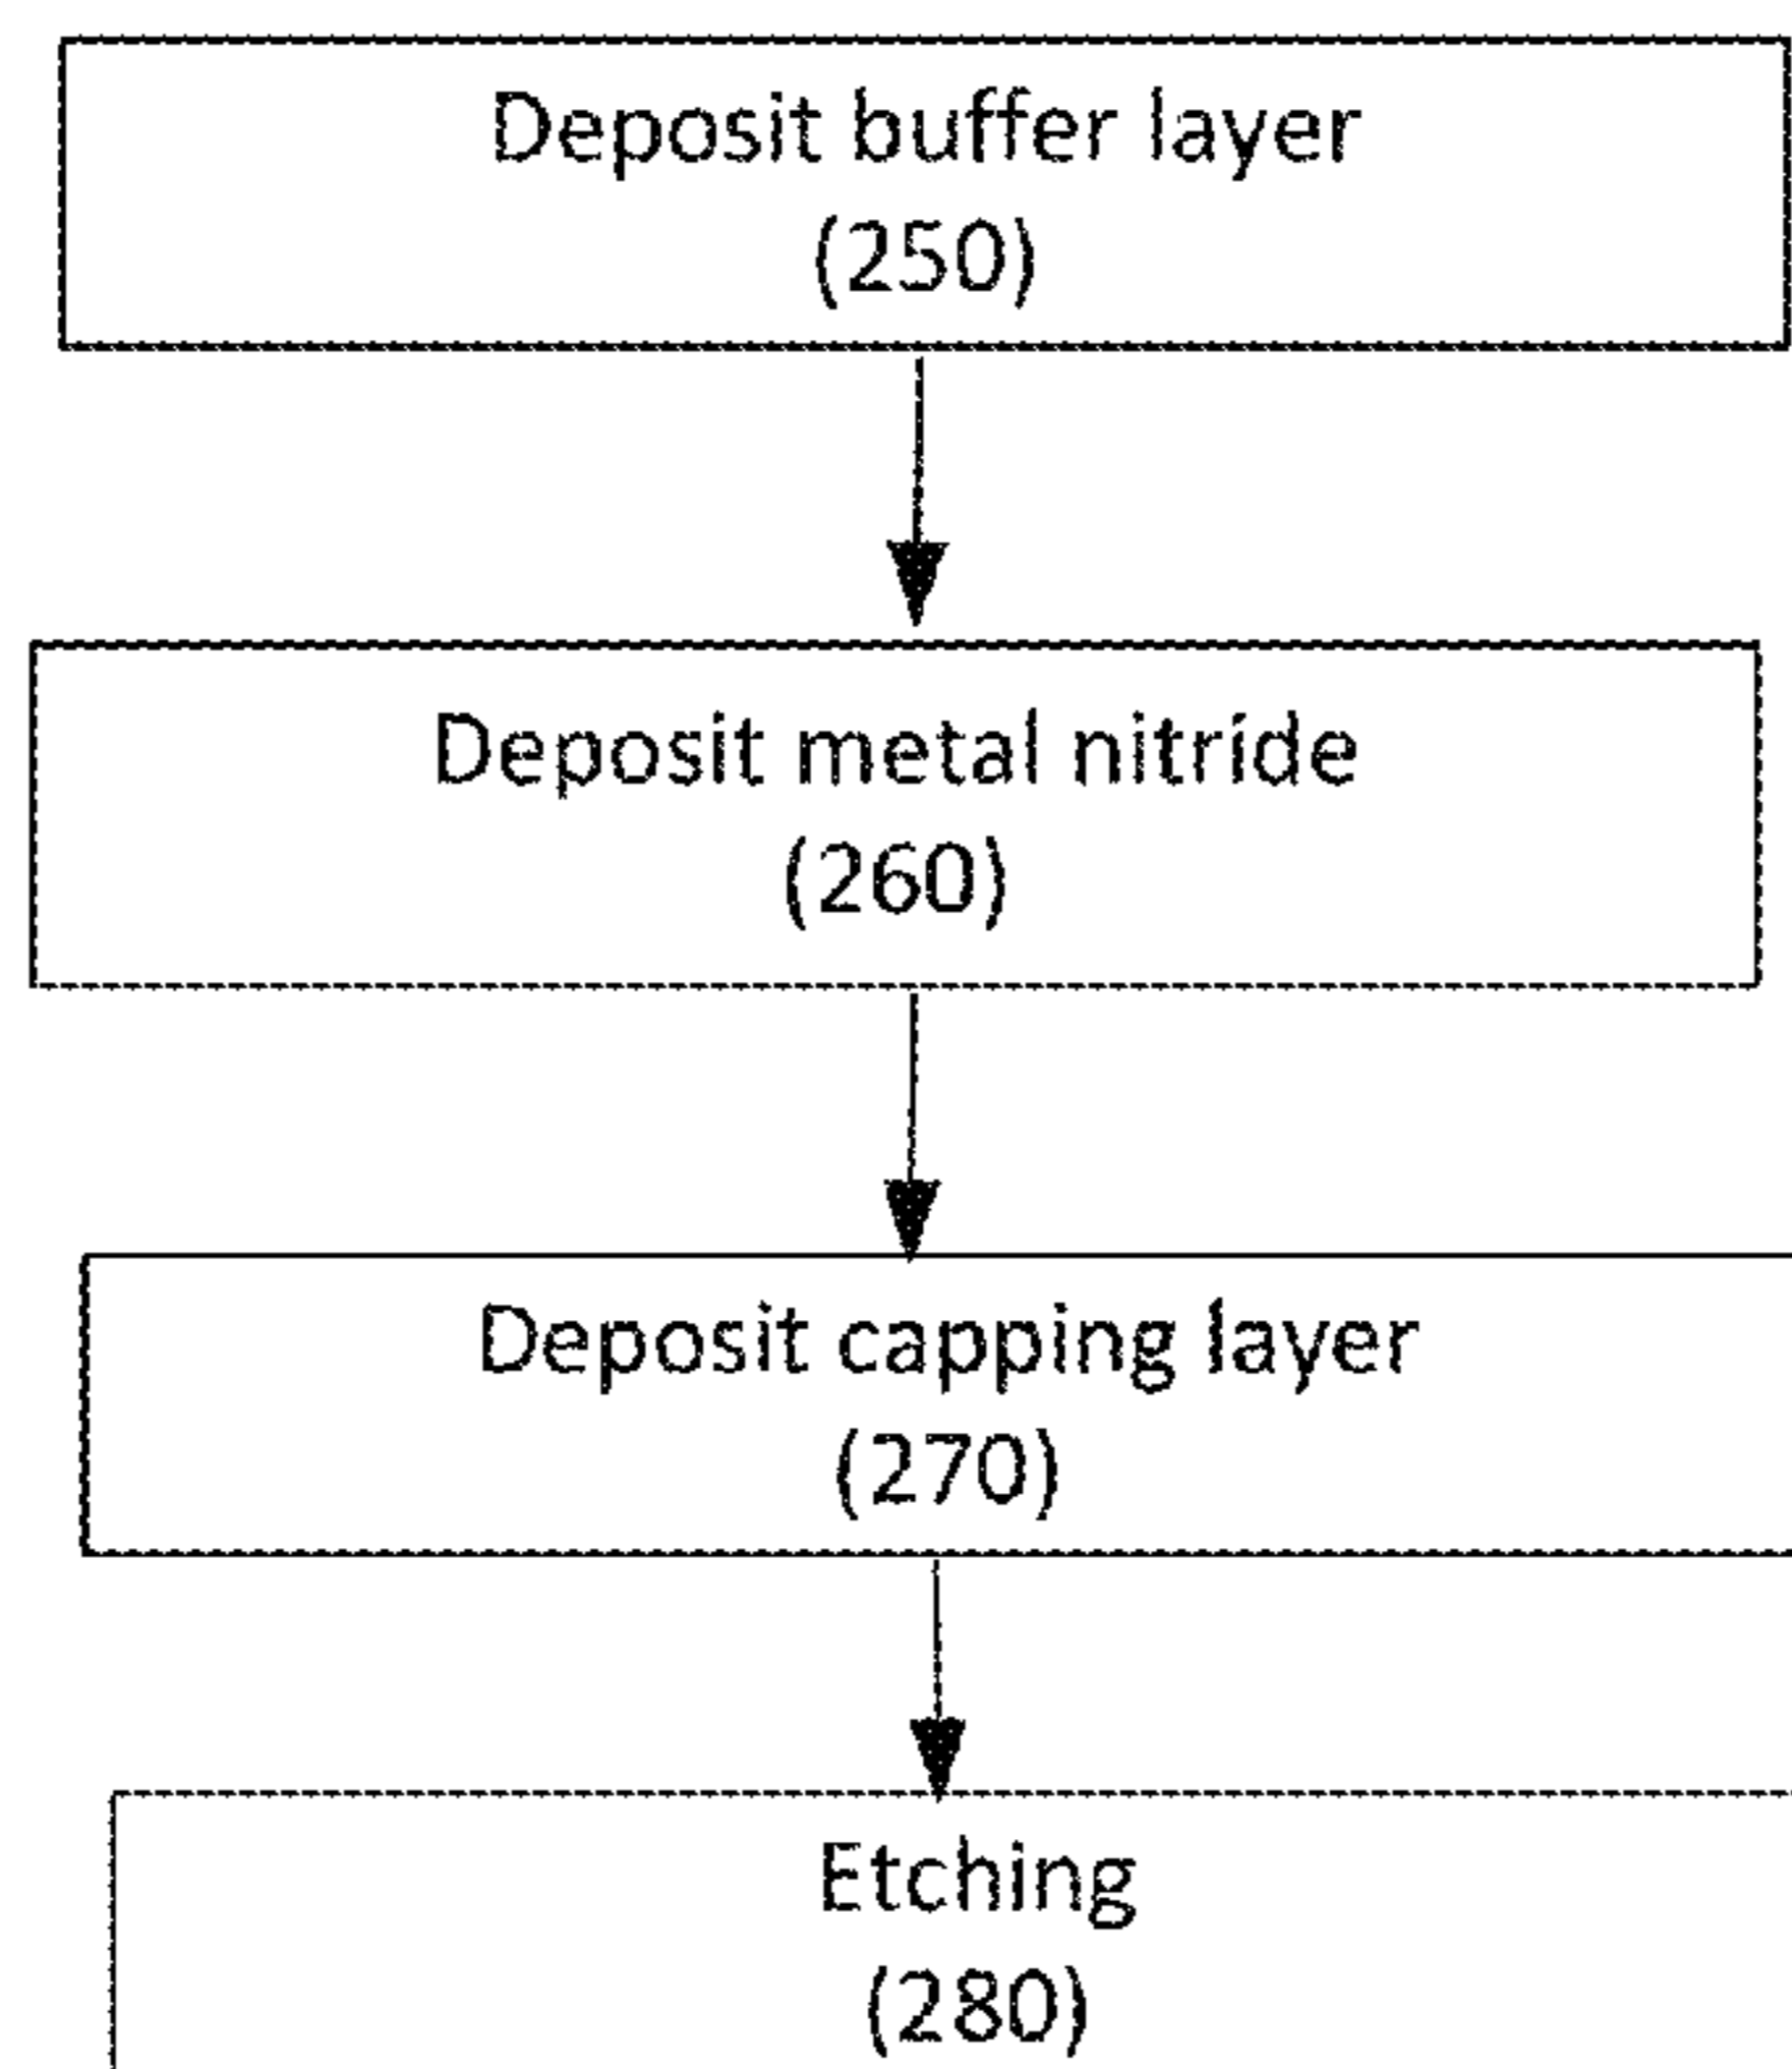 Deposit buffer layer
(250)
Deposit metal nitride
(260)
Deposit capping layer
(270)
Etching
(280)